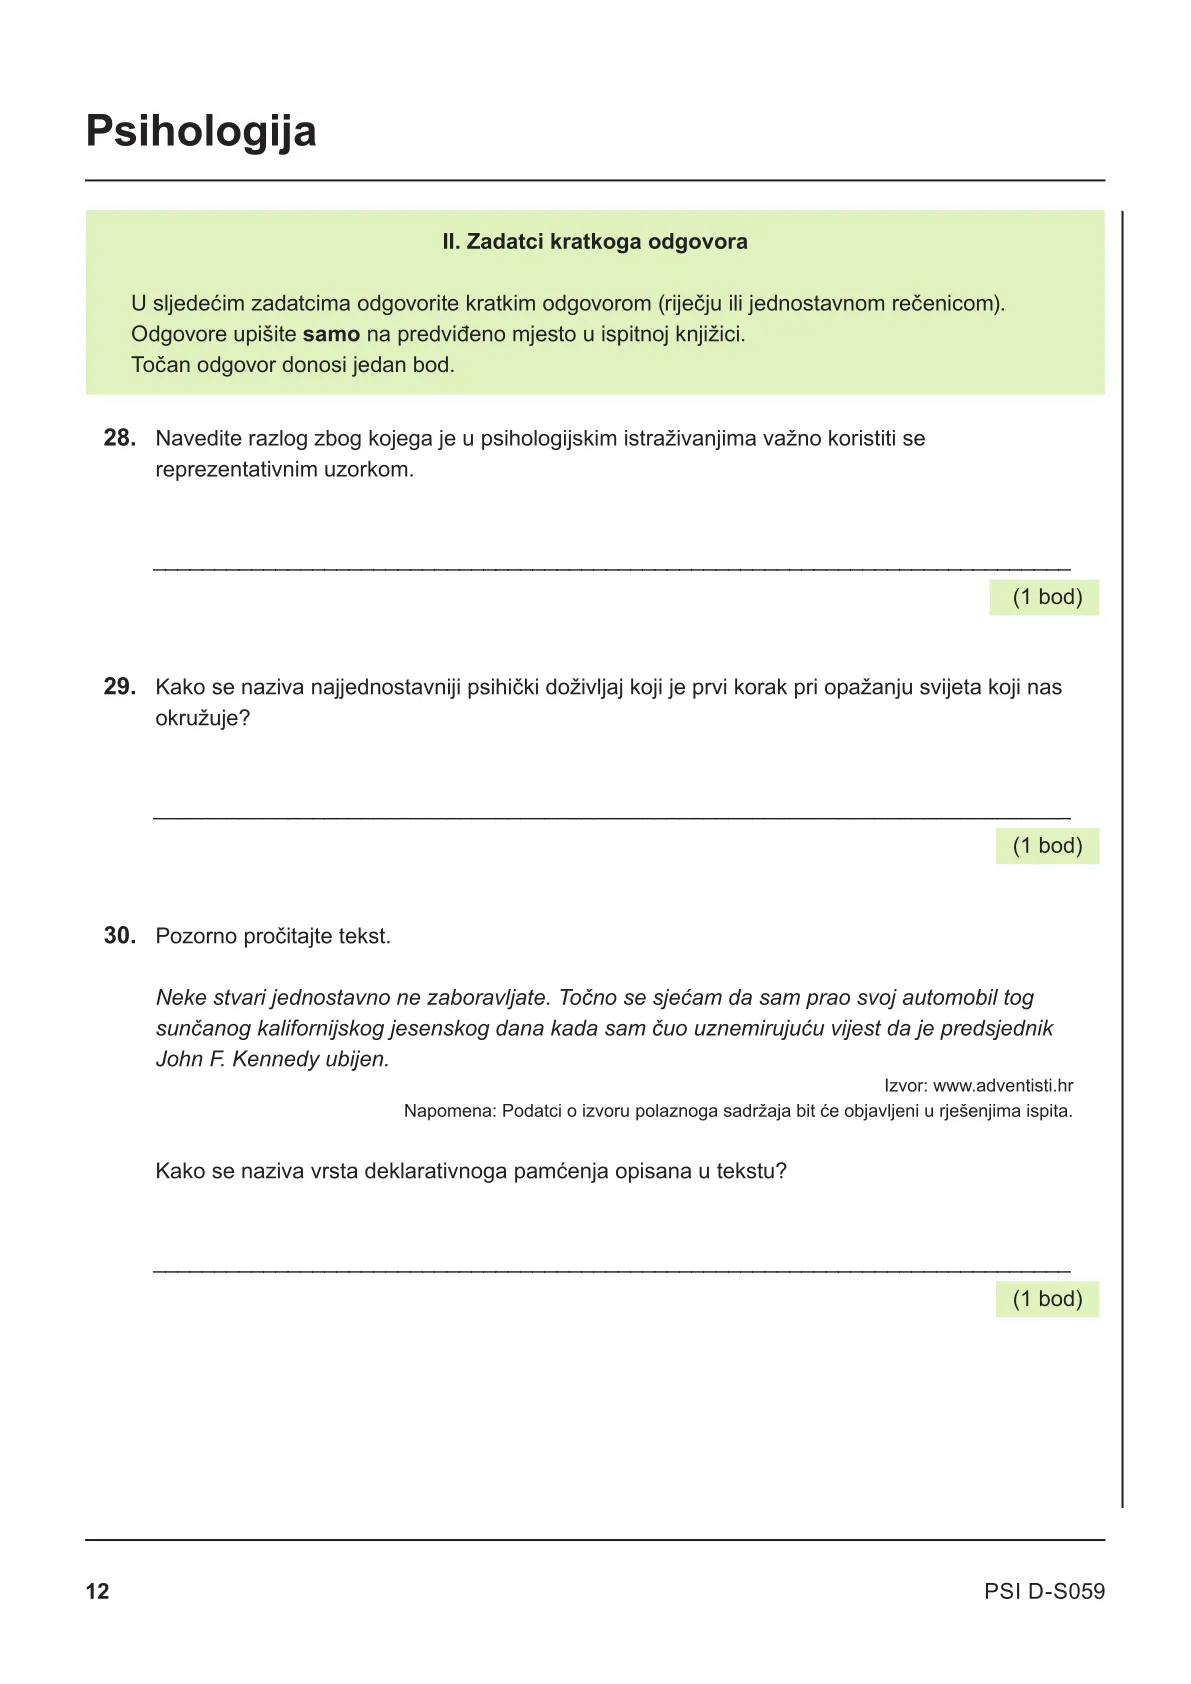 Psihologija
II. Zadatci kratkoga odgovora
U sljedećim zadatcima odgovorite kratkim odgovorom (riječju ili jednostavnom rečenicom).
Odgovore upišite samo na predviđeno mjesto u ispitnoj knjižici.
Točan odgovor donosi jedan bod.
28. Navedite razlog zbog kojega je u psihologijskim istraživanjima važno koristiti se
reprezentativnim uzorkom.
(1 bod)
29. Kako se naziva najjednostavniji psihički doživljaj koji je prvi korak pri opažanju svijeta koji nas
okružuje?
(1 bod)
30. Pozorno pročitajte tekst.
Neke stvari jednostavno ne zaboravljate. Točno se sjećam da sam prao svoj automobil tog
sunčanog kalifornijskog jesenskog dana kada sam čuo uznemirujuću vijest da je predsjednik
John F. Kennedy ubijen.
Izvor: www.adventisti.hr
Napomena: Podatci o izvoru polaznoga sadržaja bit će objavljeni u rješenjima ispita.
Kako se naziva vrsta deklarativnoga pamćenja opisana u tekstu?
(1 bod)
12 PSI D-S059